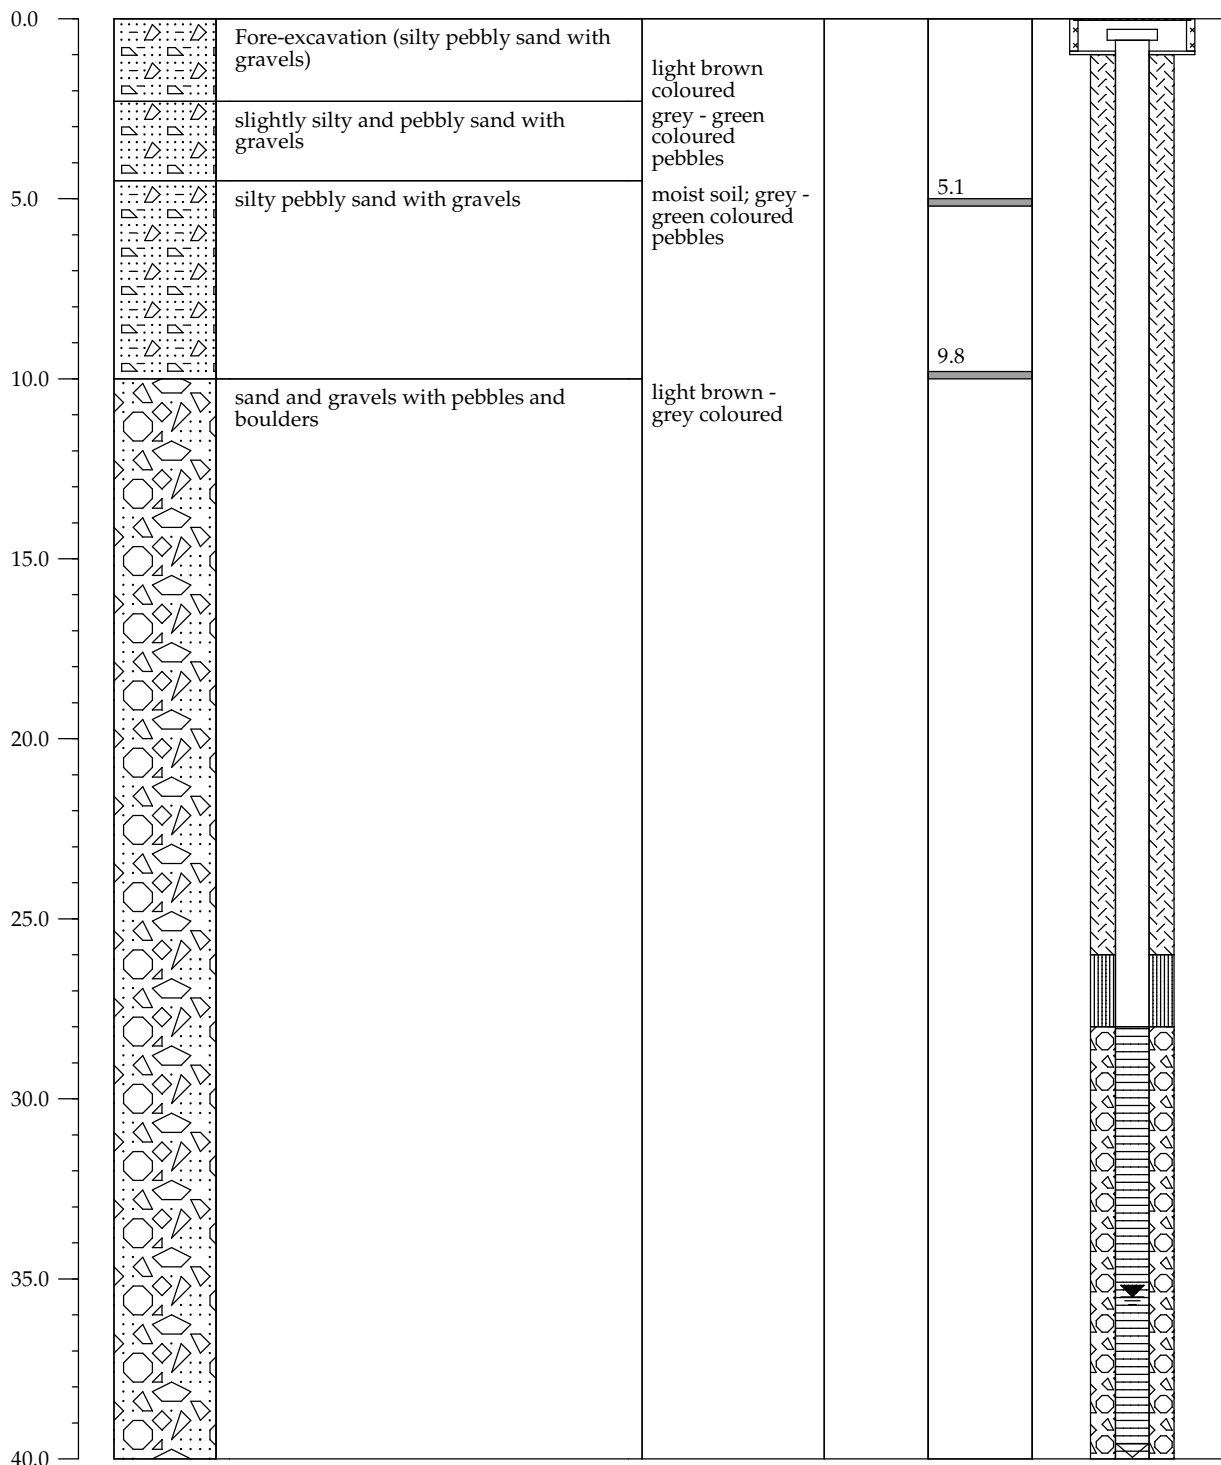 0.0
Fore-excavation (silty pebbly sand with
gravels)
light brown
coloured
slightly silty and pebbly sand with
gravels
grey - green
coloured
pebbles
5.0
silty pebbly sand with gravels
moist soil; grey -
green coloured
pebbles
5.1
9.8
10.0
sand and gravels with pebbles and
boulders
light brown -
grey coloured
15.0
20.0
25.0
30.0
35.0
40.0